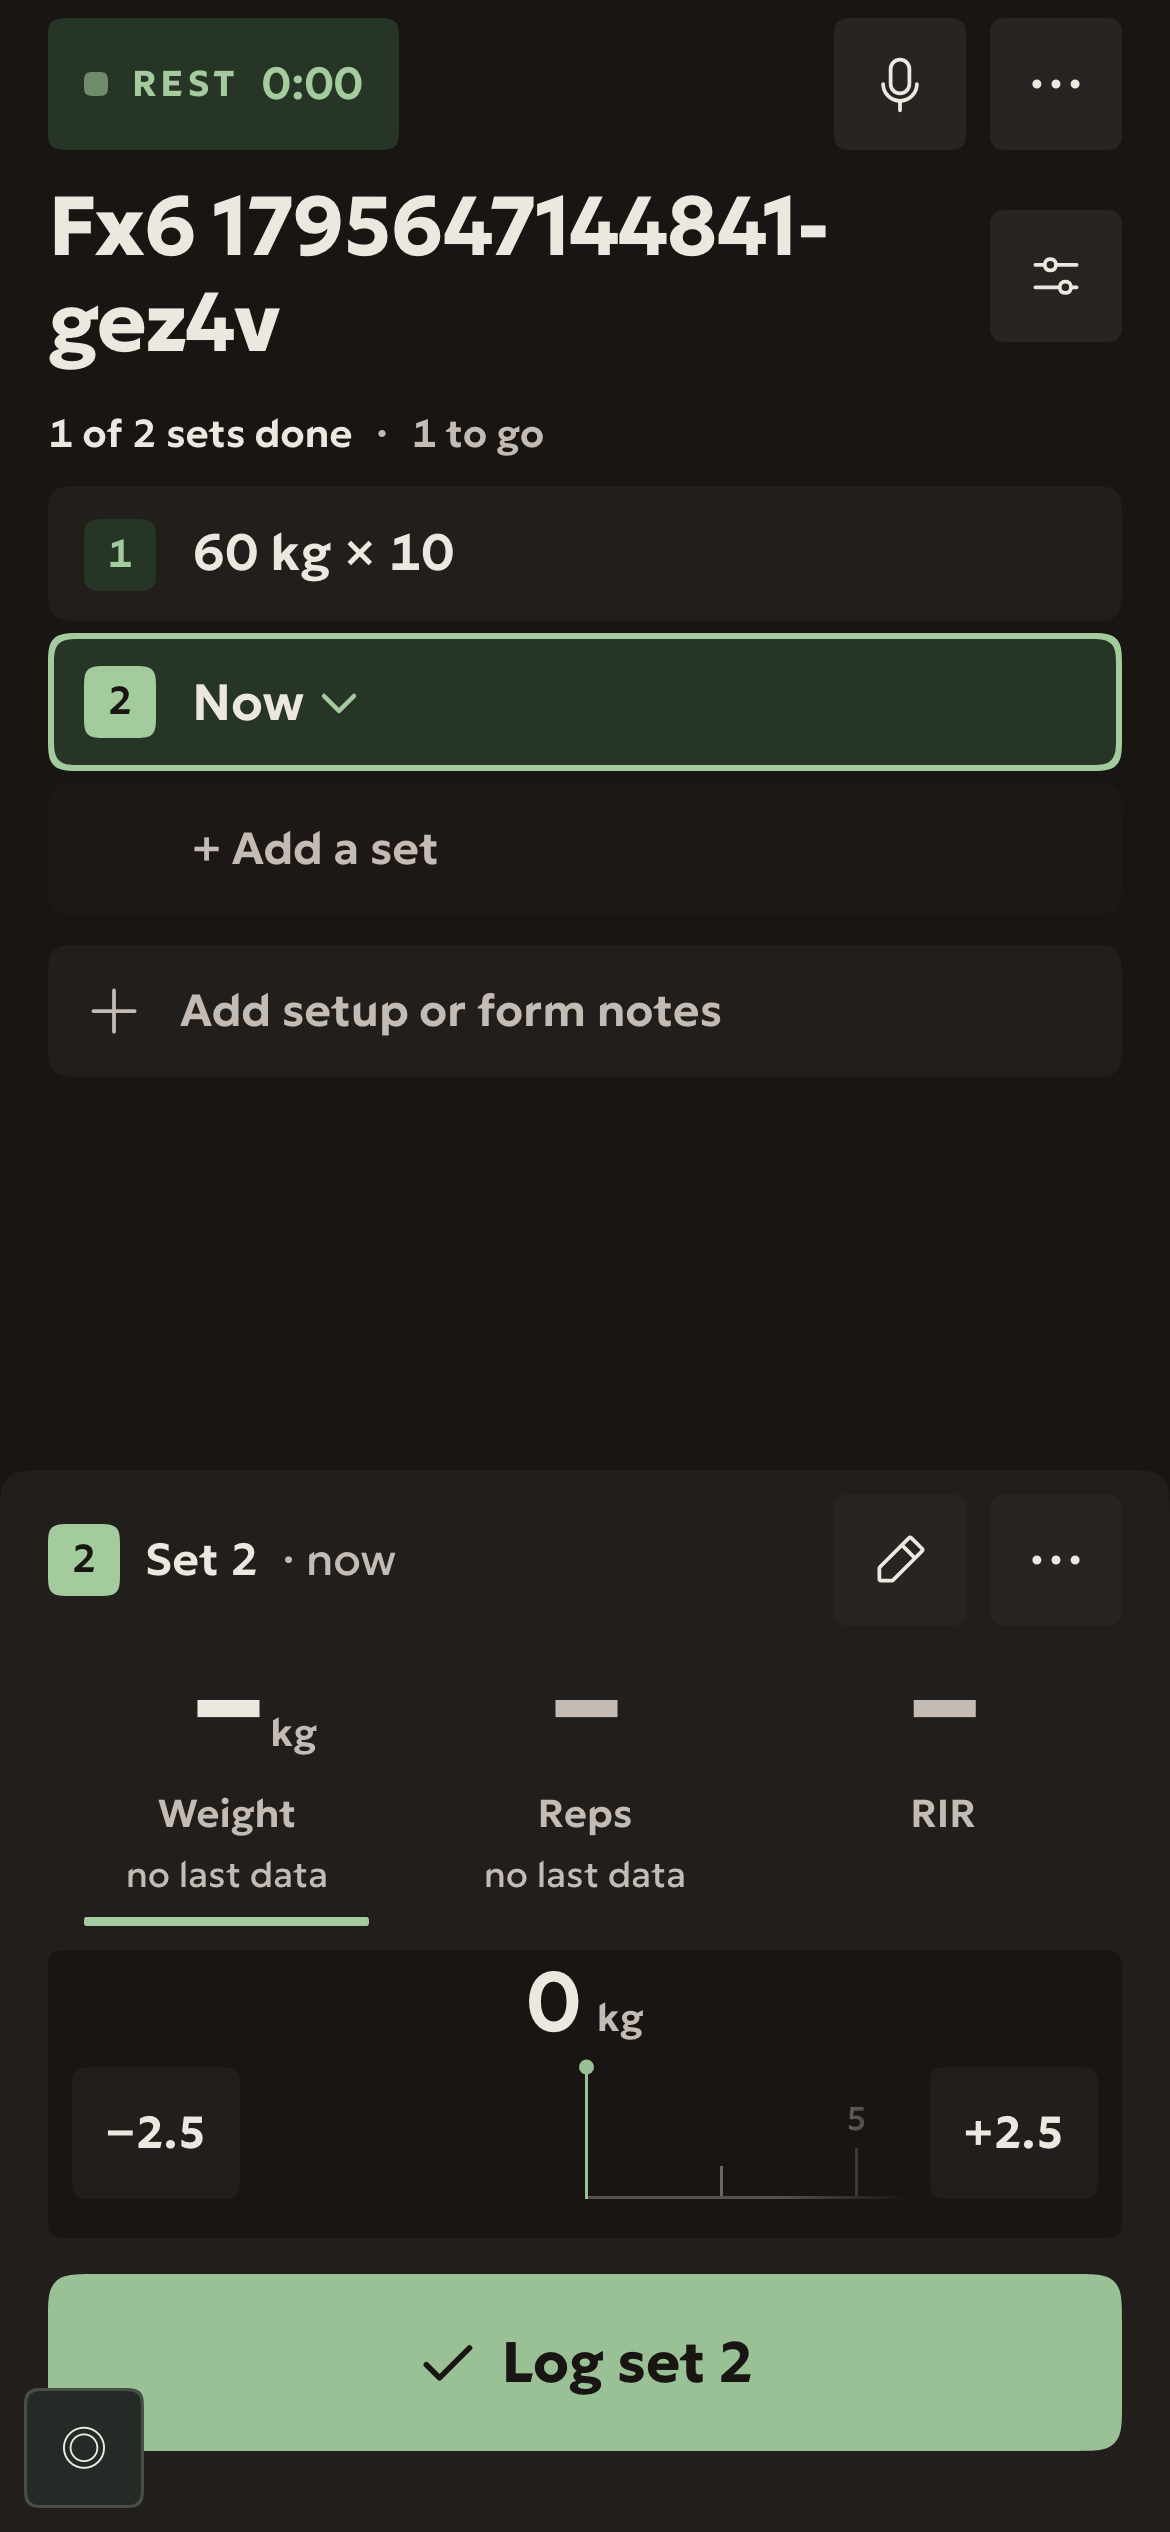 REST 0:00
Fx6 1795647144841-
gez4v
1 of 2 sets done · 1 to go
1 60 kg × 10
2 Now
+ Add a set
Add setup or form notes
2 Set 2 · now
– kg – –
Weight Reps RIR
no last data no last data
0 kg
5
−2.5 +2.5
Log set 2